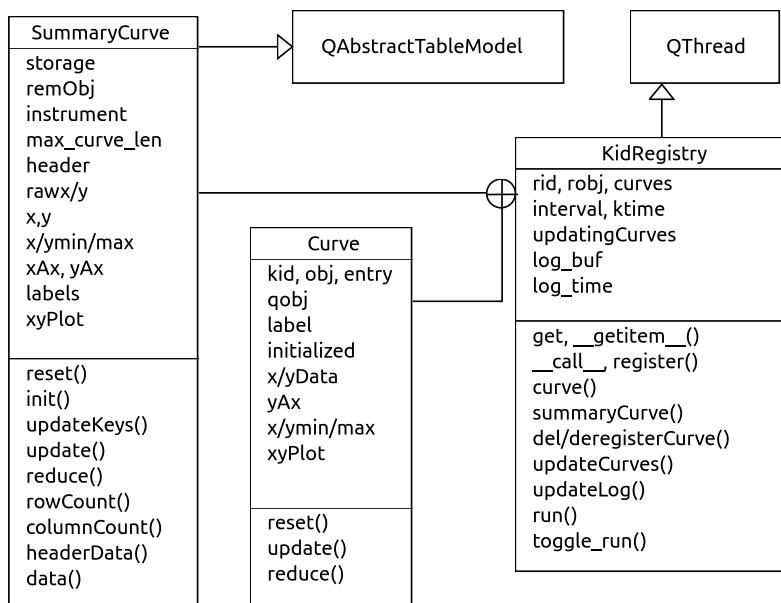 SummaryCurve
storage
remObj
instrument
max_curve_len
header
rawx/y
x,y
x/ymin/max
xAx, yAx
labels
xyPlot
reset()
init()
updateKeys()
update()
reduce()
rowCount()
columnCount()
headerData()
data()
QAbstractTableModel
QThread
Curve
kid, obj, entry
qobj
label
initialized
x/yData
yAx
x/ymin/max
xyPlot
reset()
update()
reduce()
KidRegistry
rid, robj, curves
interval, ktime
updatingCurves
log_buf
log_time
get, __getitem__()
__call__, register()
curve()
summaryCurve()
del/deregisterCurve()
updateCurves()
updateLog()
run()
toggle_run()